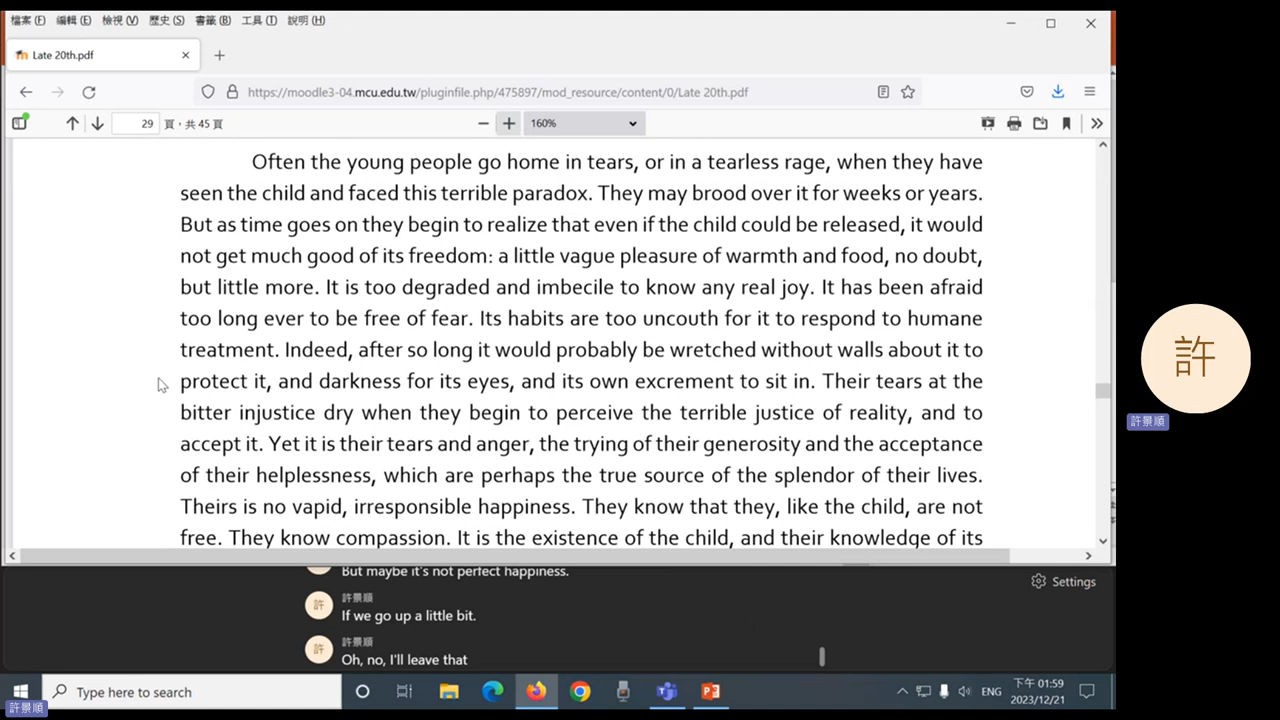 檔案(F) 編輯(E) 檢視(V) 歷史(S) 書籤(B) 工具(T) 說明(H)
Late 20th.pdf
https://moodle3-04.mcu.edu.tw/pluginfile.php/475897/mod_resource/content/0/Late 20th.pdf
29 頁，共 45 頁
160%
Often the young people go home in tears, or in a tearless rage, when they have
seen the child and faced this terrible paradox. They may brood over it for weeks or years.
But as time goes on they begin to realize that even if the child could be released, it would
not get much good of its freedom: a little vague pleasure of warmth and food, no doubt,
but little more. It is too degraded and imbecile to know any real joy. It has been afraid
too long ever to be free of fear. Its habits are too uncouth for it to respond to humane
treatment. Indeed, after so long it would probably be wretched without walls about it to
protect it, and darkness for its eyes, and its own excrement to sit in. Their tears at the
bitter injustice dry when they begin to perceive the terrible justice of reality, and to
accept it. Yet it is their tears and anger, the trying of their generosity and the acceptance
of their helplessness, which are perhaps the true source of the splendor of their lives.
Theirs is no vapid, irresponsible happiness. They know that they, like the child, are not
free. They know compassion. It is the existence of the child, and their knowledge of its
許
許景順
許
But maybe it's not perfect happiness.
Settings
許景順
許
If we go up a little bit.
許景順
許
Oh, no, I'll leave that
Type here to search
ENG
下午 01:59
2023/12/21
許景順